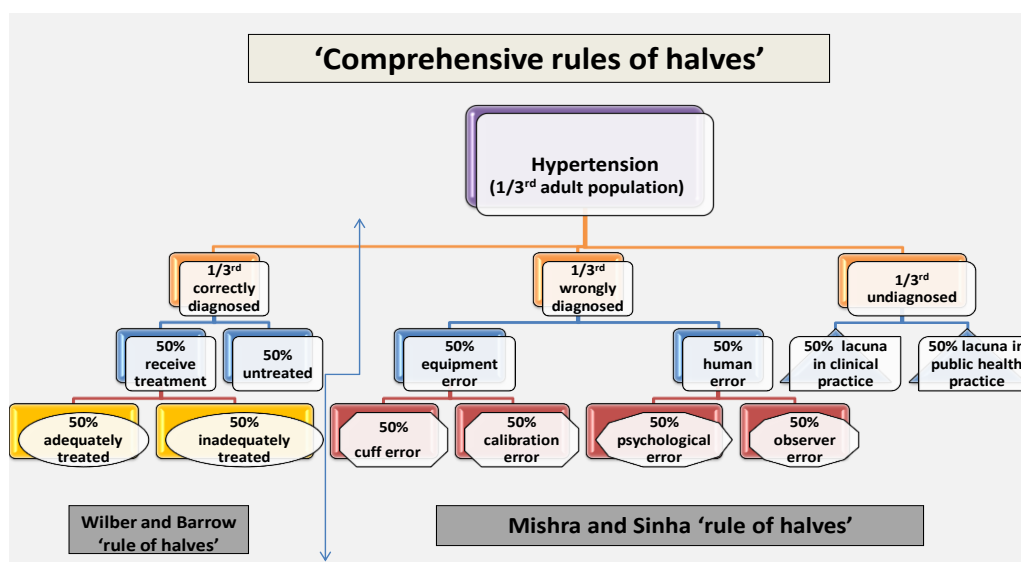 ‘Comprehensive rules of halves’
Hypertension
(1/3rd adult population)
1/3rd
correctly
diagnosed
1/3rd
wrongly
diagnosed
1/3rd
undiagnosed
50%
receive
treatment
50%
untreated
50%
equipment
error
50%
human
error
50% lacuna
in clinical
practice
50% lacuna in
public health
practice
50%
adequately
treated
50%
inadequately
treated
50%
cuff error
50%
calibration
error
50%
psychological
error
50%
observer
error
Wilber and Barrow
‘rule of halves’
Mishra and Sinha ‘rule of halves’